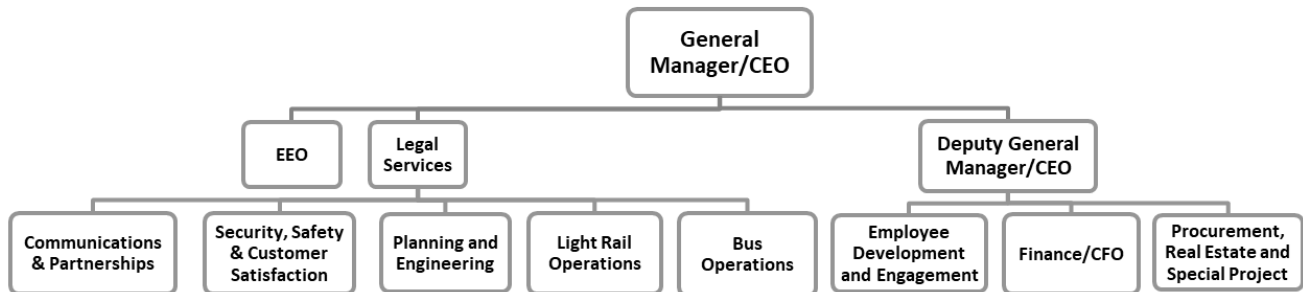 General
Manager/CEO
EEO
Legal
Services
Deputy General
Manager/CEO
Communications
& Partnerships
Security, Safety
& Customer
Satisfaction
Planning and
Engineering
Light Rail
Operations
Bus
Operations
Employee
Development
and Engagement
Finance/CFO
Procurement,
Real Estate and
Special Project